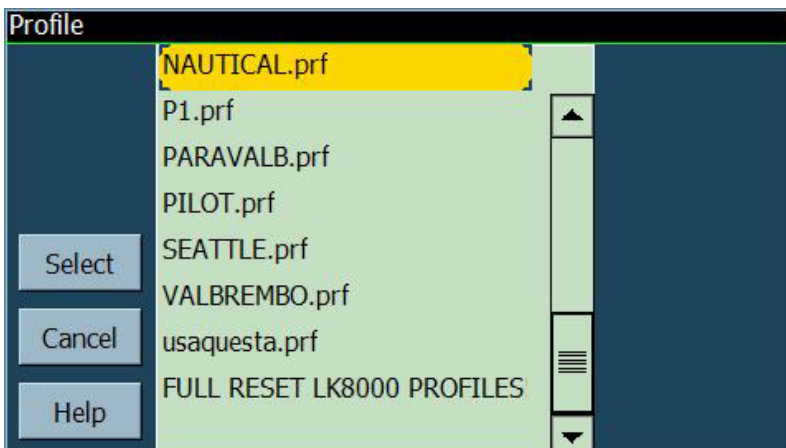 Profile
NAUTICAL.prf
P1.prf
PARAVALB.prf
PILOT.prf
SEATTLE.prf
VALBREMBO.prf
usaquesta.prf
FULL RESET LK8000 PROFILES
Select
Cancel
Help